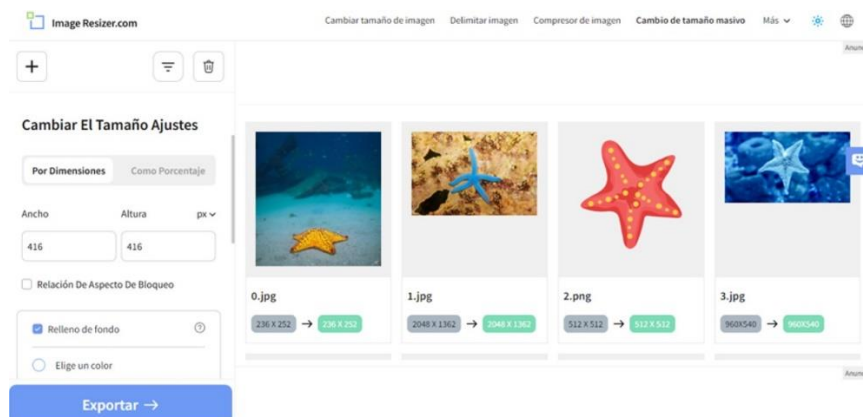 Image Resizer.com
Cambiar tamaño de imagen Delimitar imagen Compresor de imagen Cambio de tamaño masivo Más
Anunc
Cambiar El Tamaño Ajustes
Por Dimensiones Como Porcentaje
Ancho Altura px
416 416
Relación De Aspecto De Bloqueo
Relleno de fondo
Elige un color
Exportar →
0.jpg 1.jpg 2.png 3.jpg
236 X 252 → 236 X 252 2048 X 1362 → 2048 X 1362 512 X 512 → 512 X 512 960X540 → 960X540
Anunc